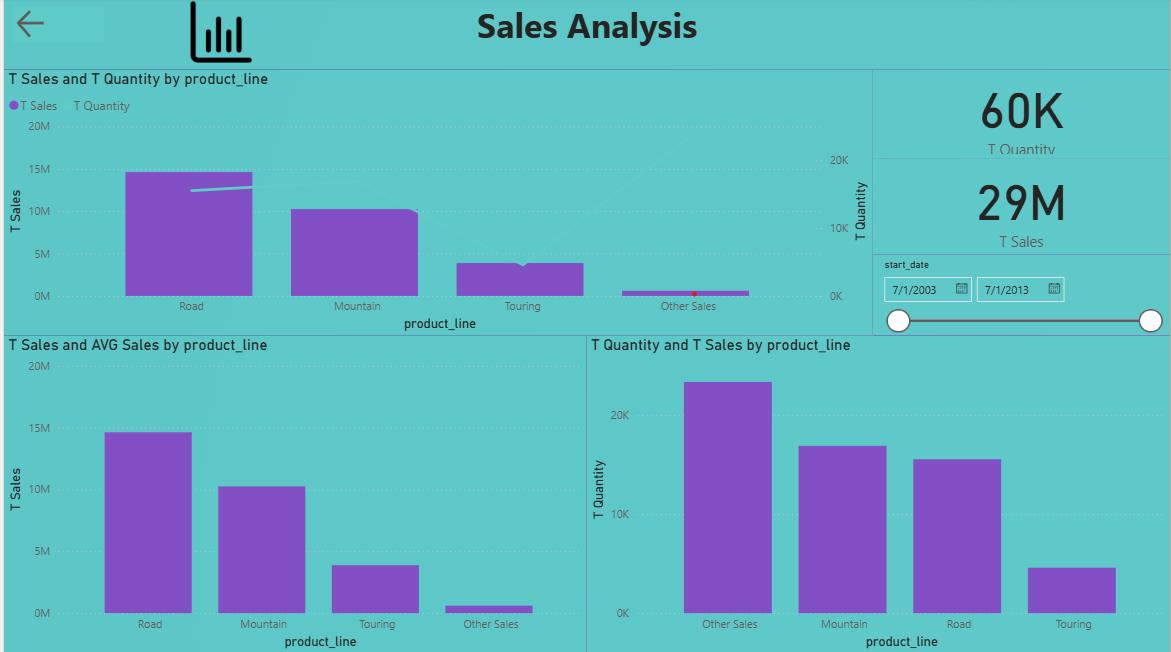 Sales Analysis
T Sales and T Quantity by product_line
T Sales T Quantity
20M
15M
10M
5M
0M
T Sales
20K
10K
0K
T Quantity
Road Mountain Touring Other Sales
product_line
60K
T Quantity
29M
T Sales
start_date
7/1/2003 7/1/2013
T Sales and AVG Sales by product_line
20M
15M
10M
5M
0M
T Sales
Road Mountain Touring Other Sales
product_line
T Quantity and T Sales by product_line
20K
10K
0K
T Quantity
Other Sales Mountain Road Touring
product_line